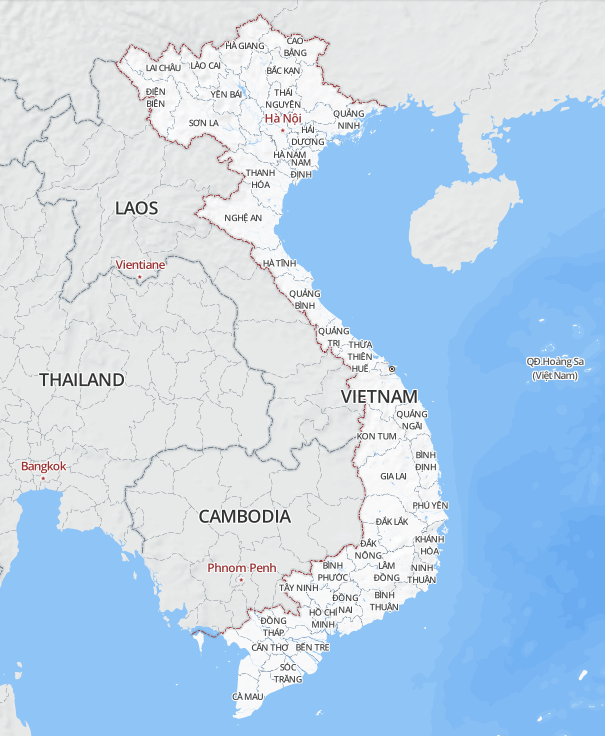 HÀ GIANG
CAO
BẰNG
LAI CHÂU
LÀO CAI
BẮC KẠN
ĐIỆN
BIÊN
YÊN BÁI
THÁI
NGUYÊN
SƠN LA
Hà Nội
QUẢNG
NINH
HẢI
DƯƠNG
HÀ NAM
NAM
ĐỊNH
THANH
HÓA
LAOS
NGHỆ AN
Vientiane
HÀ TĨNH
QUẢNG
BÌNH
QUẢNG
TRỊ
THỪA
THIÊN
HUẾ
QĐ.Hoàng Sa
(Việt Nam)
THAILAND
VIETNAM
QUẢNG
NGÃI
KON TUM
BÌNH
ĐỊNH
Bangkok
GIA LAI
PHÚ YÊN
CAMBODIA
ĐẮK LẮK
KHÁNH
HÒA
ĐẮK
NÔNG
Phnom Penh
BÌNH
PHƯỚC
LÂM
ĐỒNG
NINH
THUẬN
TÂY NINH
ĐỒNG
NAI
BÌNH
THUẬN
HỒ CHÍ
MINH
ĐỒNG
THÁP
CẦN THƠ
BẾN TRE
SÓC
TRĂNG
CÀ MAU